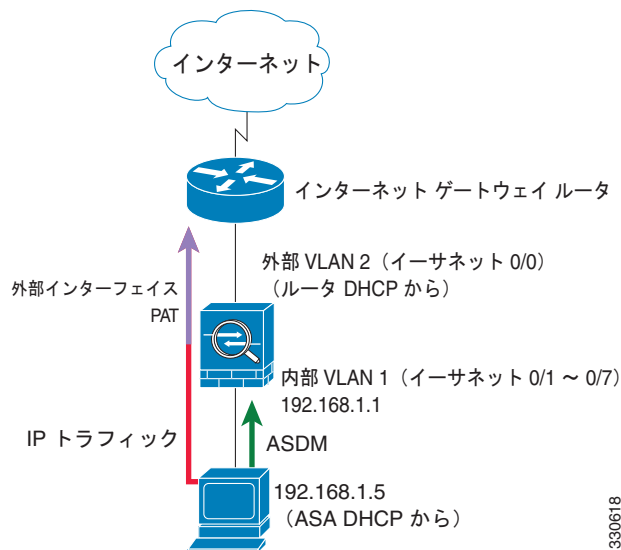 インターネット
インターネット ゲートウェイ ルータ
外部 VLAN 2（イーサネット 0/0）
（ルータ DHCP から）
外部インターフェイス
PAT
内部 VLAN 1（イーサネット 0/1 ～ 0/7）
192.168.1.1
IP トラフィック
ASDM
192.168.1.5
（ASA DHCP から）
330618